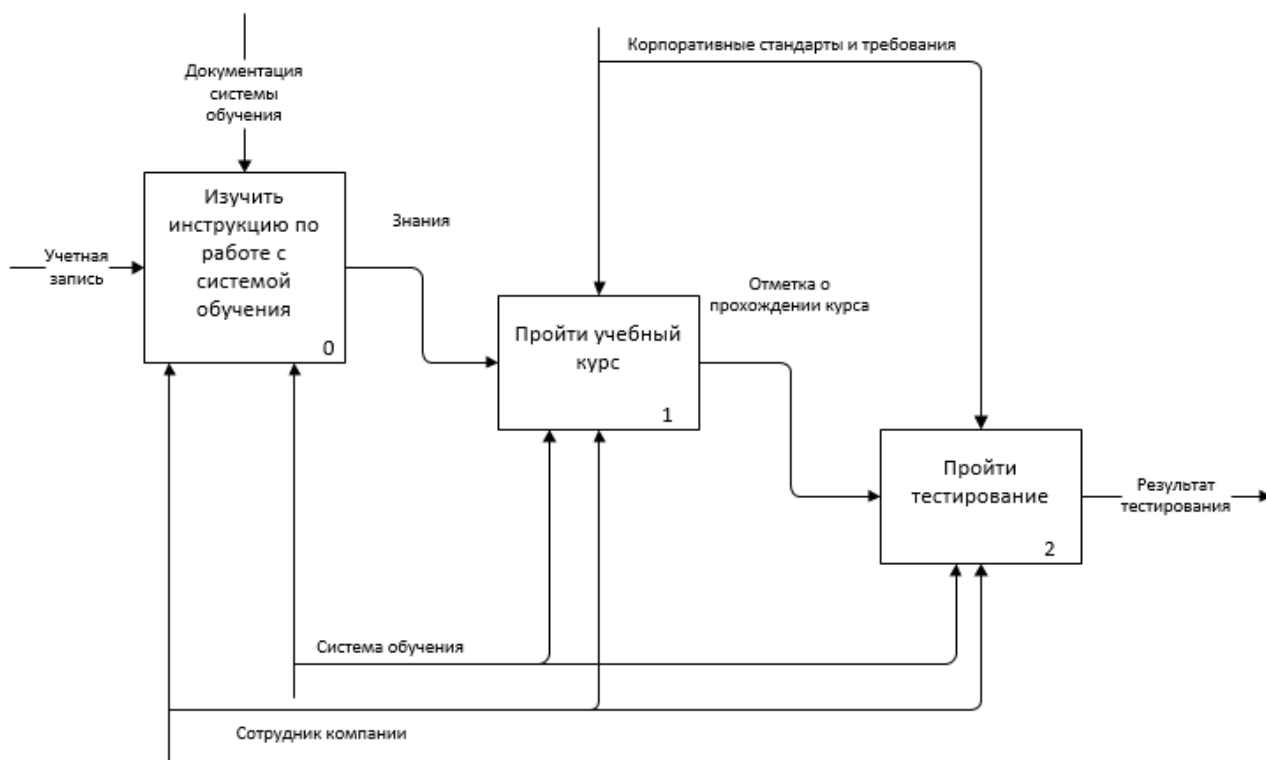 Корпоративные стандарты и требования
Документация
системы
обучения
Изучить
инструкцию по
работе с
системой
обучения
0
Знания
Учетная
запись
Отметка о
прохождении курса
Пройти учебный
курс
1
Пройти
тестирование
2
Результат
тестирования
Система обучения
Сотрудник компании